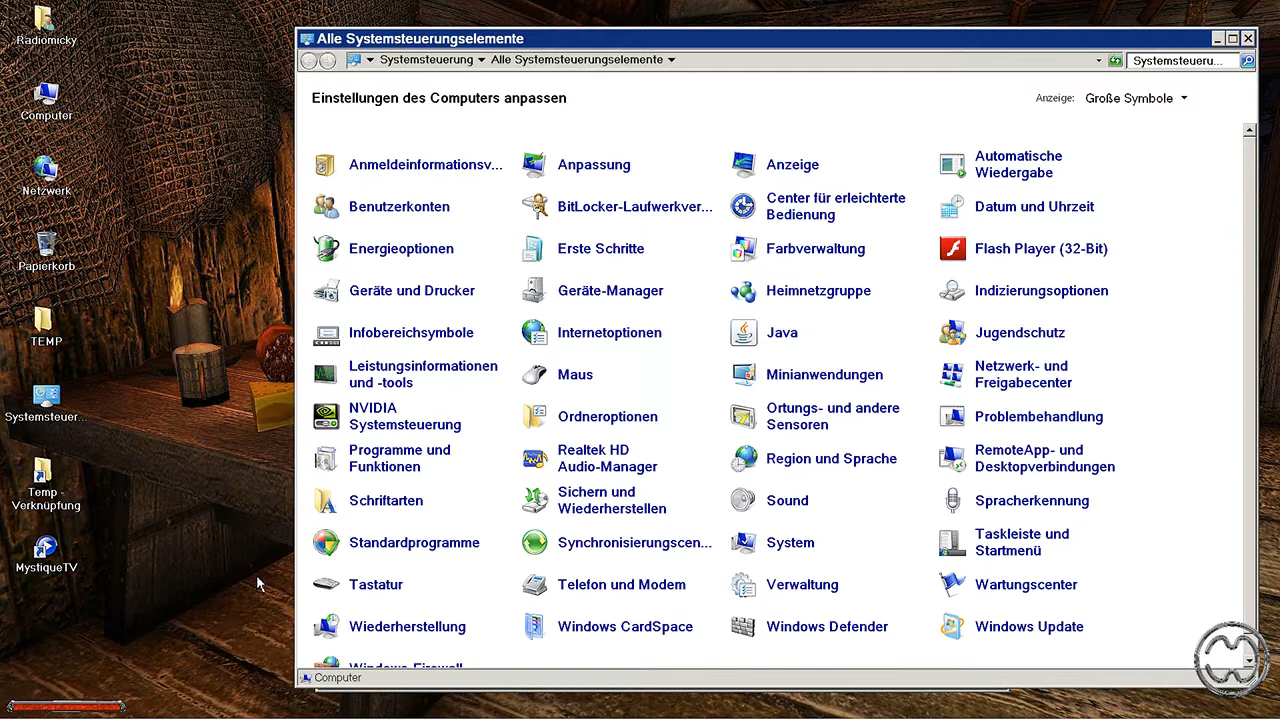 Radiomicky
Computer
Netzwerk
Papierkorb
TEMP
Systemsteuer...
Temp -
Verknüpfung
MystiqueTV
Alle Systemsteuerungselemente
Systemsteuerung
Alle Systemsteuerungselemente
Systemsteueru...
Einstellungen des Computers anpassen
Anzeige:
Große Symbole
Anmeldeinformationsv...
Anpassung
Anzeige
Automatische
Wiedergabe
Benutzerkonten
BitLocker-Laufwerkver...
Center für erleichterte
Bedienung
Datum und Uhrzeit
Energieoptionen
Erste Schritte
Farbverwaltung
Flash Player (32-Bit)
Geräte und Drucker
Geräte-Manager
Heimnetzgruppe
Indizierungsoptionen
Infobereichsymbole
Internetoptionen
Java
Jugendschutz
Leistungsinformationen
und -tools
Maus
Minianwendungen
Netzwerk- und
Freigabecenter
NVIDIA
Systemsteuerung
Ordneroptionen
Ortungs- und andere
Sensoren
Problembehandlung
Programme und
Funktionen
Realtek HD
Audio-Manager
Region und Sprache
RemoteApp- und
Desktopverbindungen
Schriftarten
Sichern und
Wiederherstellen
Sound
Spracherkennung
Standardprogramme
Synchronisierungscen...
System
Taskleiste und
Startmenü
Tastatur
Telefon und Modem
Verwaltung
Wartungscenter
Wiederherstellung
Windows CardSpace
Windows Defender
Windows Update
Windows-Firewall
Computer